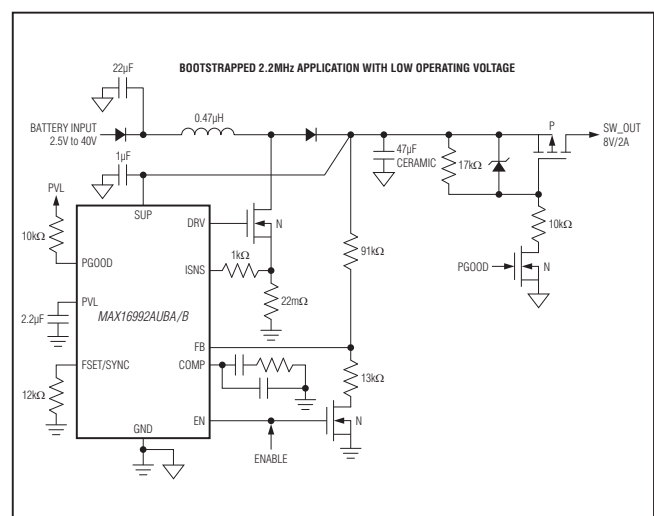 BOOTSTRAPPED 2.2MHz APPLICATION WITH LOW OPERATING VOLTAGE
22µF
BATTERY INPUT
2.5V to 40V
0.47µH
P
SW_OUT
8V/2A
47µF
CERAMIC
17kΩ
1µF
PVL
SUP
10kΩ
DRV
N
10kΩ
PGOOD
91kΩ
1kΩ
ISNS
PGOOD
N
PVL
22mΩ
2.2µF
MAX16992AUBA/B
FB
COMP
FSET/SYNC
13kΩ
12kΩ
EN
N
GND
ENABLE